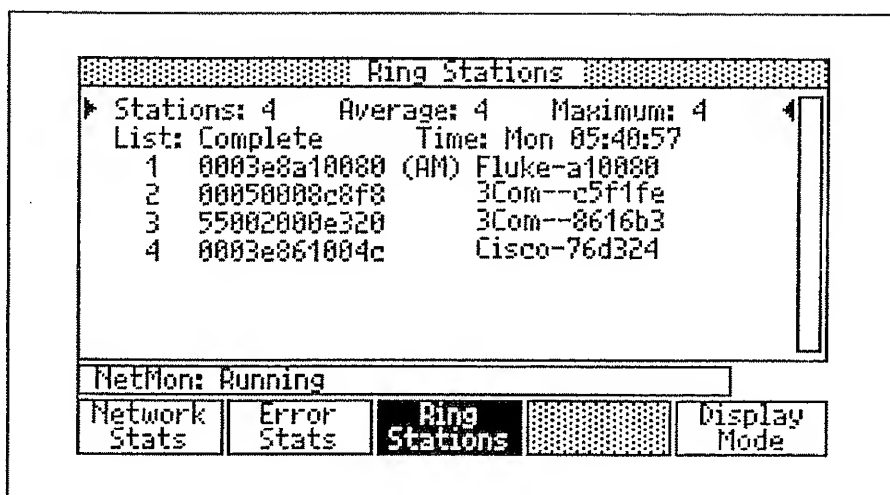 Ring Stations
Stations: 4 Average: 4 Maximum: 4
List: Complete Time: Mon 05:40:57
1 0003e8a10080 (AM) Fluke-a10080
2 00050008c8f8 3Com--c5f1fe
3 55002000e320 3Com--8616b3
4 0003e861004c Cisco-76d324
NetMon: Running
Network Stats
Error Stats
Ring Stations
Display Mode